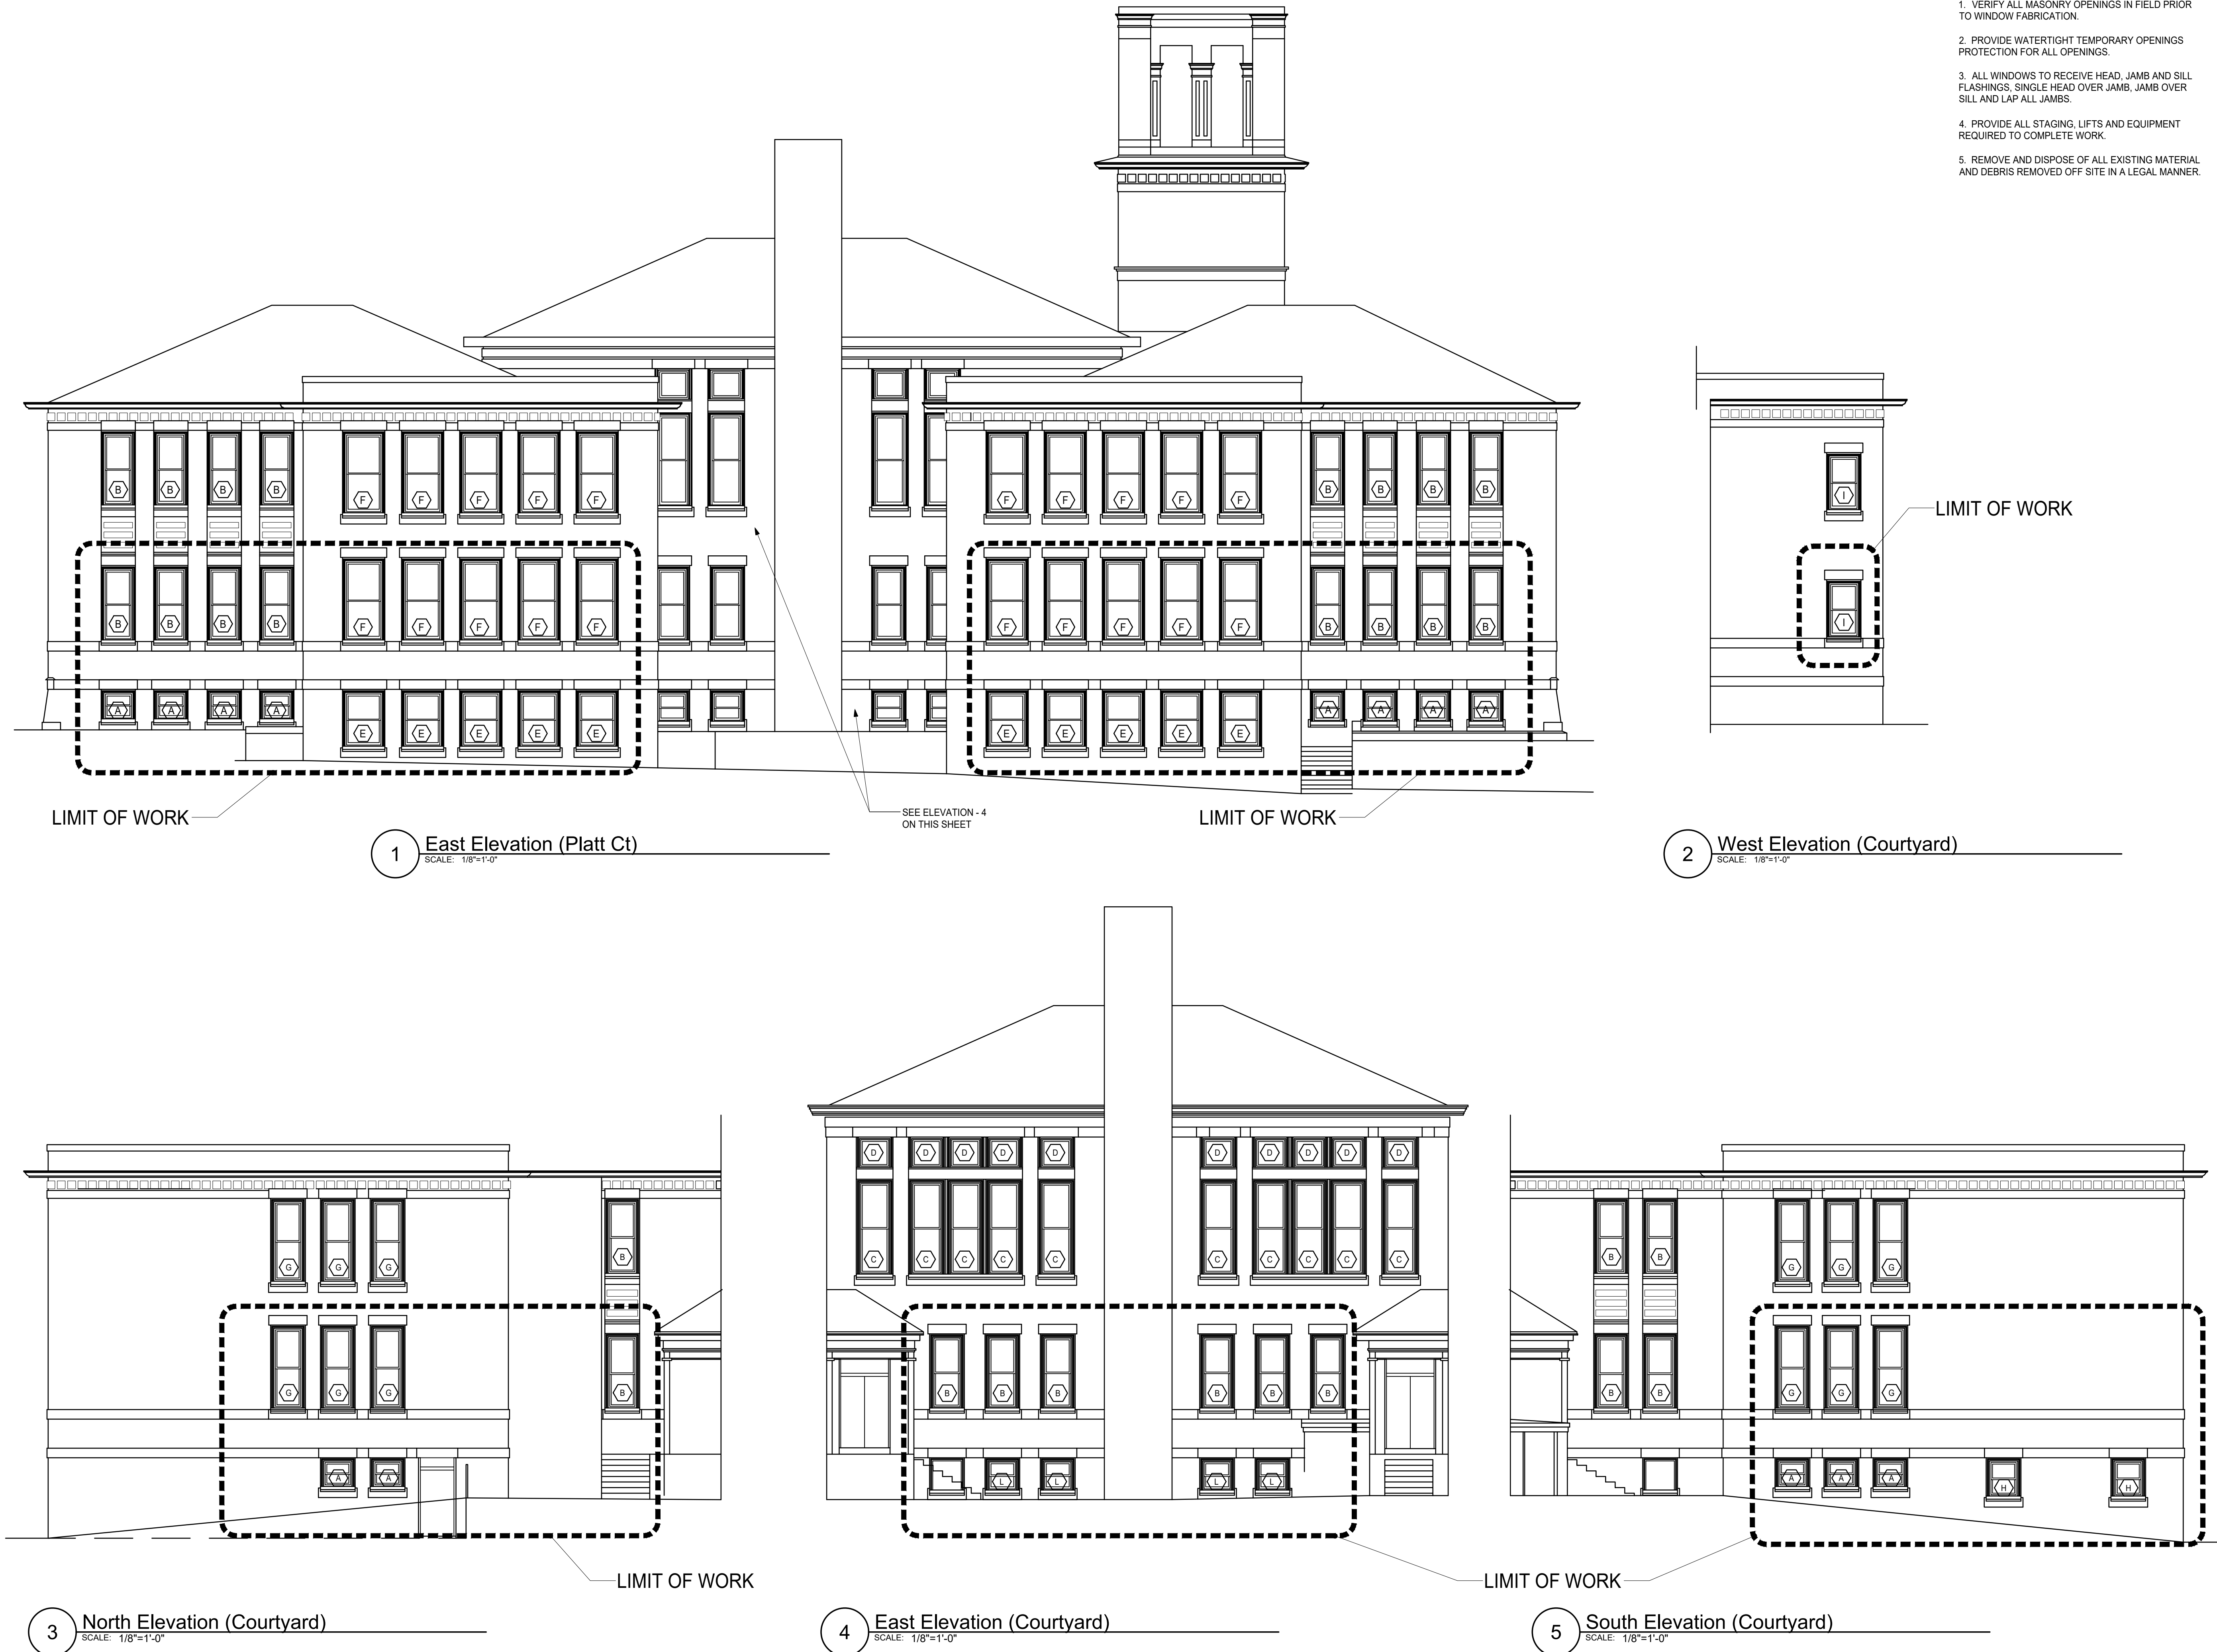 1. VERIFY ALL MASONRY OPENINGS IN FIELD PRIOR
TO WINDOW FABRICATION.
2. PROVIDE WATERTIGHT TEMPORARY OPENINGS
PROTECTION FOR ALL OPENINGS.
3. ALL WINDOWS TO RECEIVE HEAD, JAMB AND SILL
FLASHINGS, SINGLE HEAD OVER JAMB, JAMB OVER
SILL AND LAP ALL JAMBS.
4. PROVIDE ALL STAGING, LIFTS AND EQUIPMENT
REQUIRED TO COMPLETE WORK.
5. REMOVE AND DISPOSE OF ALL EXISTING MATERIAL
AND DEBRIS REMOVED OFF SITE IN A LEGAL MANNER.
B B B B F F F F F F F F F F B B B B
B B B B F F F F F F F F F F B B B B
A A A A E E E E E E E E E E A A A A
LIMIT OF WORK
SEE ELEVATION - 4
ON THIS SHEET
LIMIT OF WORK
1 East Elevation (Platt Ct)
SCALE: 1/8"=1'-0"
I
I
LIMIT OF WORK
2 West Elevation (Courtyard)
SCALE: 1/8"=1'-0"
G G G B
G G G B
A A
LIMIT OF WORK
3 North Elevation (Courtyard)
SCALE: 1/8"=1'-0"
D D D D D D D D D D
C C C C C C C C C C
B B B B B B
L L L L
LIMIT OF WORK
4 East Elevation (Courtyard)
SCALE: 1/8"=1'-0"
B B G G G
B B G G G
A A A H H
5 South Elevation (Courtyard)
SCALE: 1/8"=1'-0"